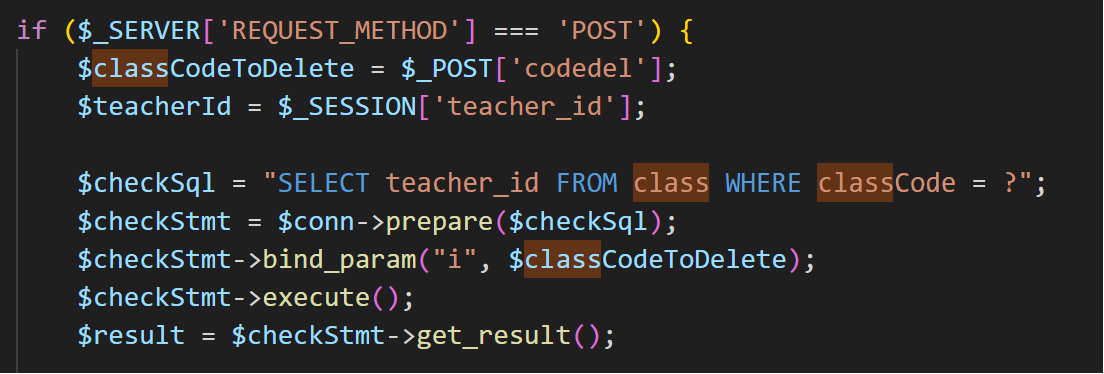 if ($_SERVER['REQUEST_METHOD'] === 'POST') {
$classCodeToDelete = $_POST['codedel'];
$teacherId = $_SESSION['teacher_id'];
$checkSql = "SELECT teacher_id FROM class WHERE classCode = ?";
$checkStmt = $conn->prepare($checkSql);
$checkStmt->bind_param("i", $classCodeToDelete);
$checkStmt->execute();
$result = $checkStmt->get_result();